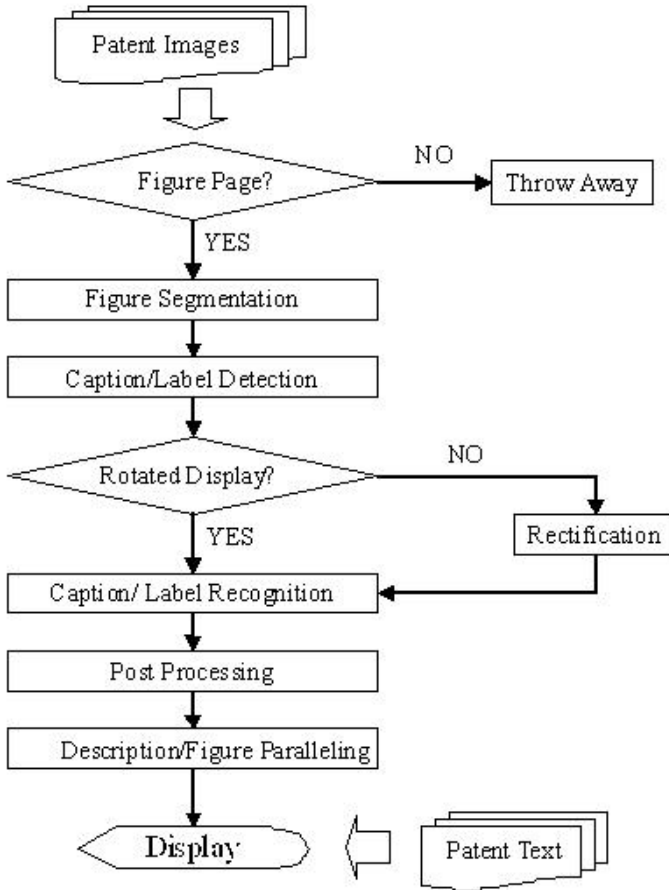 Patent Images
Figure Page?
NO
Throw Away
YES
Figure Segmentation
Caption/Label Detection
Rotated Display?
NO
YES
Rectification
Caption/ Label Recognition
Post Processing
Description/Figure Paralleling
Display
Patent Text